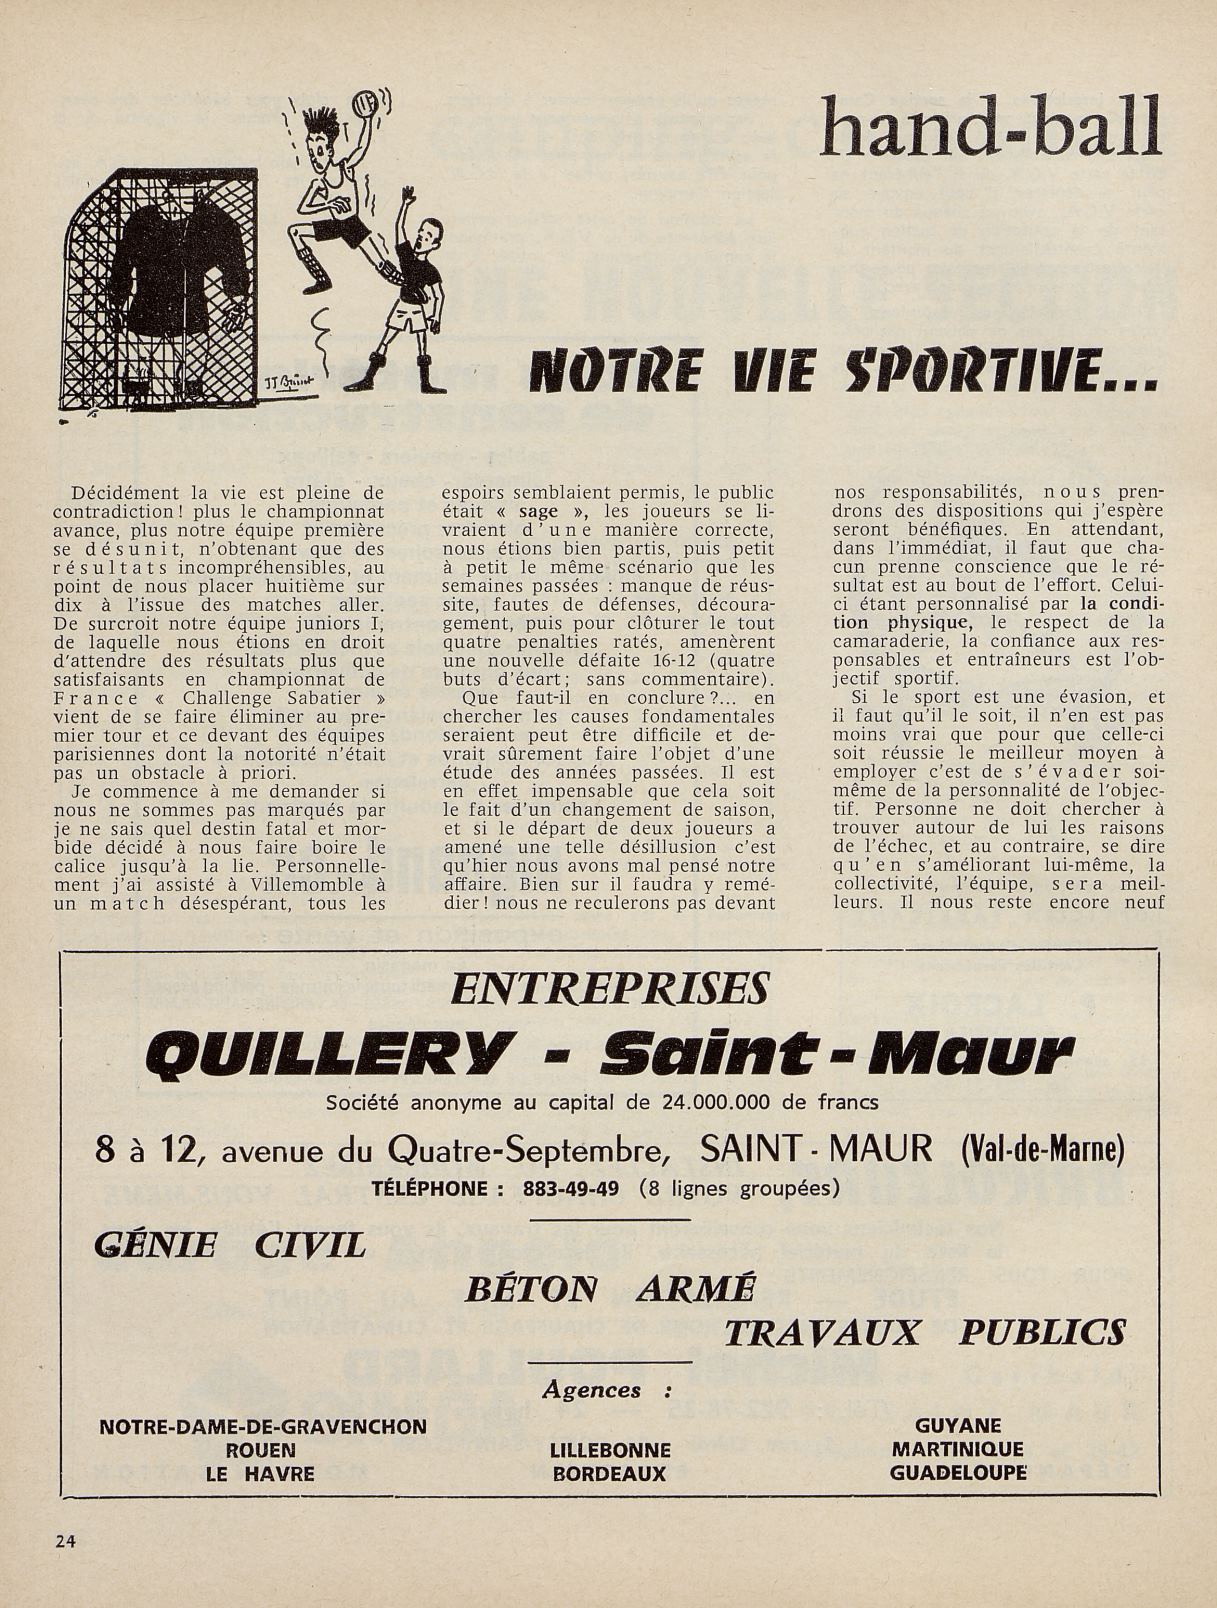 hand-ball
JJ Brunot
NOTRE VIE SPORTIVE...
Décidément la vie est pleine de
contradiction! plus le championnat
avance, plus notre équipe première
se désunit, n'obtenant que des
résultats incompréhensibles, au
point de nous placer huitième sur
dix à l'issue des matches aller.
De surcroit notre équipe juniors I,
de laquelle nous étions en droit
d'attendre des résultats plus que
satisfaisants en championnat de
France « Challenge Sabatier »
vient de se faire éliminer au pre-
mier tour et ce devant des équipes
parisiennes dont la notorité n'était
pas un obstacle à priori.
Je commence à me demander si
nous ne sommes pas marqués par
je ne sais quel destin fatal et mor-
bide décidé à nous faire boire le
calice jusqu'à la lie. Personnelle-
ment j'ai assisté à Villemomble à
un match désespérant, tous les
espoirs semblaient permis, le public
était « sage », les joueurs se li-
vraient d'une manière correcte,
nous étions bien partis, puis petit
à petit le même scénario que les
semaines passées : manque de réus-
site, fautes de défenses, découra-
gement, puis pour clôturer le tout
quatre penalties ratés, amenèrent
une nouvelle défaite 16-12 (quatre
buts d'écart; sans commentaire).
Que faut-il en conclure?... en
chercher les causes fondamentales
seraient peut être difficile et de-
vrait sûrement faire l'objet d'une
étude des années passées. Il est
en effet impensable que cela soit
le fait d'un changement de saison,
et si le départ de deux joueurs a
amené une telle désillusion c'est
qu'hier nous avons mal pensé notre
affaire. Bien sur il faudra y remé-
dier! nous ne reculerons pas devant
nos responsabilités, nous pren-
drons des dispositions qui j'espère
seront bénéfiques. En attendant,
dans l'immédiat, il faut que cha-
cun prenne conscience que le ré-
sultat est au bout de l'effort. Celui-
ci étant personnalisé par la condi-
tion physique, le respect de la
camaraderie, la confiance aux res-
ponsables et entraîneurs est l'ob-
jectif sportif.
Si le sport est une évasion, et
il faut qu'il le soit, il n'en est pas
moins vrai que pour que celle-ci
soit réussie le meilleur moyen à
employer c'est de s'évader soi-
même de la personnalité de l'objec-
tif. Personne ne doit chercher à
trouver autour de lui les raisons
de l'échec, et au contraire, se dire
qu'en s'améliorant lui-même, la
collectivité, l'équipe, sera meil-
leurs. Il nous reste encore neuf
ENTREPRISES
QUILLERY - Saint-Maur
Société anonyme au capital de 24.000.000 de francs
8 à 12, avenue du Quatre-Septembre, SAINT-MAUR (Val-de-Marne)
TÉLÉPHONE : 883-49-49 (8 lignes groupées)
GÉNIE CIVIL
BÉTON ARMÉ
TRAVAUX PUBLICS
Agences :
NOTRE-DAME-DE-GRAVENCHON
ROUEN
LE HAVRE
LILLEBONNE
BORDEAUX
GUYANE
MARTINIQUE
GUADELOUPE
24